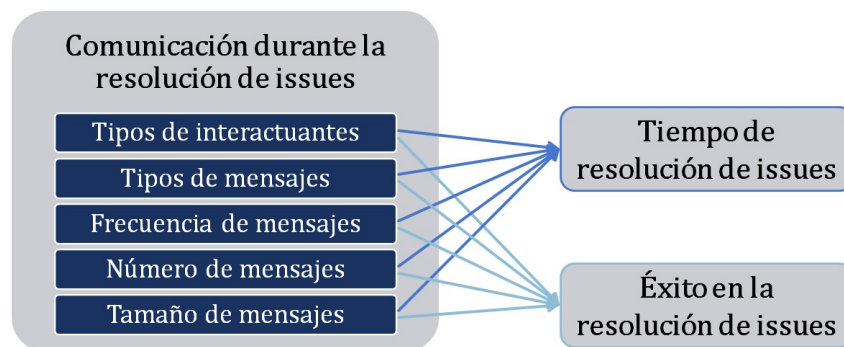 Comunicación durante la
resolución de issues
Tipos de interactuantes
Tipos de mensajes
Frecuencia de mensajes
Número de mensajes
Tamaño de mensajes
Tiempo de
resolución de issues
Éxito en la
resolución de issues